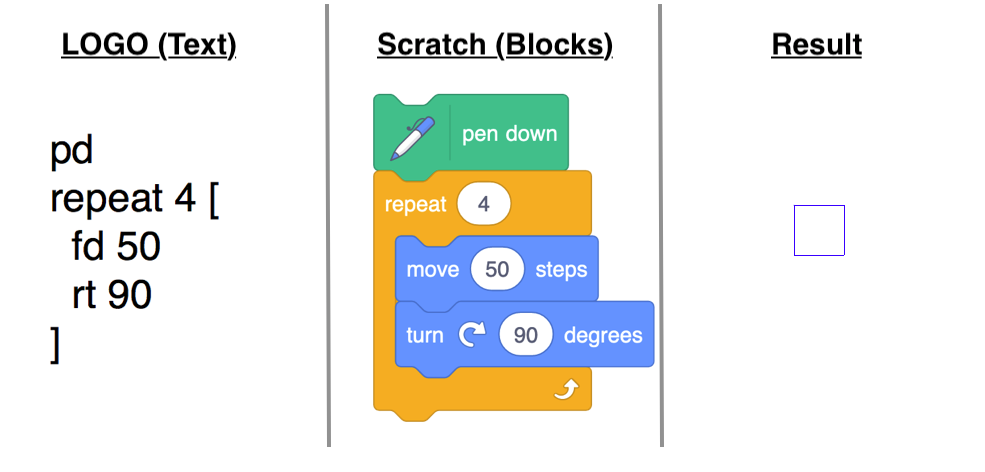 LOGO (Text)
pd
repeat 4 [
fd 50
rt 90
]
Scratch (Blocks)
pen down
repeat 4
move 50 steps
turn 90 degrees
Result